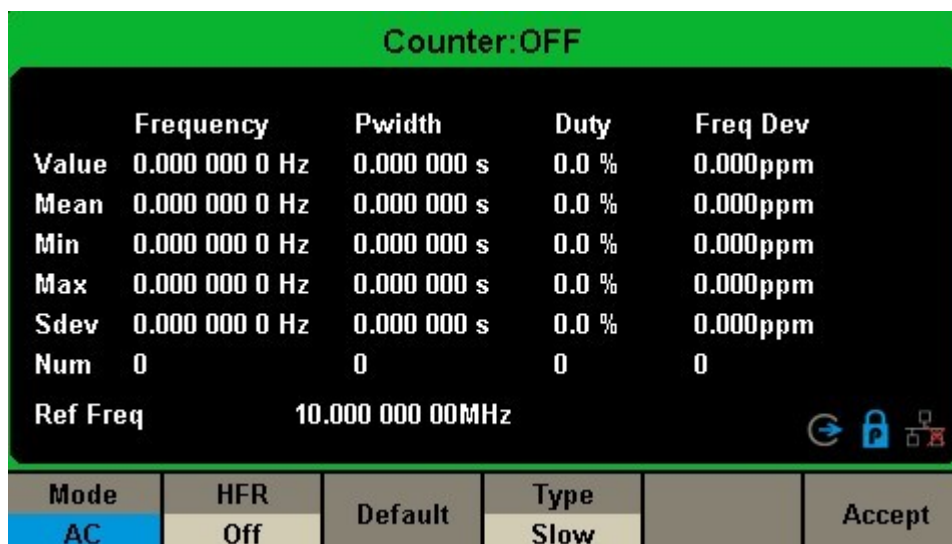 Counter:OFF
Frequency Pwidth Duty Freq Dev
Value 0.000 000 0 Hz 0.000 000 s 0.0 % 0.000ppm
Mean 0.000 000 0 Hz 0.000 000 s 0.0 % 0.000ppm
Min 0.000 000 0 Hz 0.000 000 s 0.0 % 0.000ppm
Max 0.000 000 0 Hz 0.000 000 s 0.0 % 0.000ppm
Sdev 0.000 000 0 Hz 0.000 000 s 0.0 % 0.000ppm
Num 0 0 0 0
Ref Freq 10.000 000 00MHz
P
Mode HFR Default Type Accept
AC Off Slow